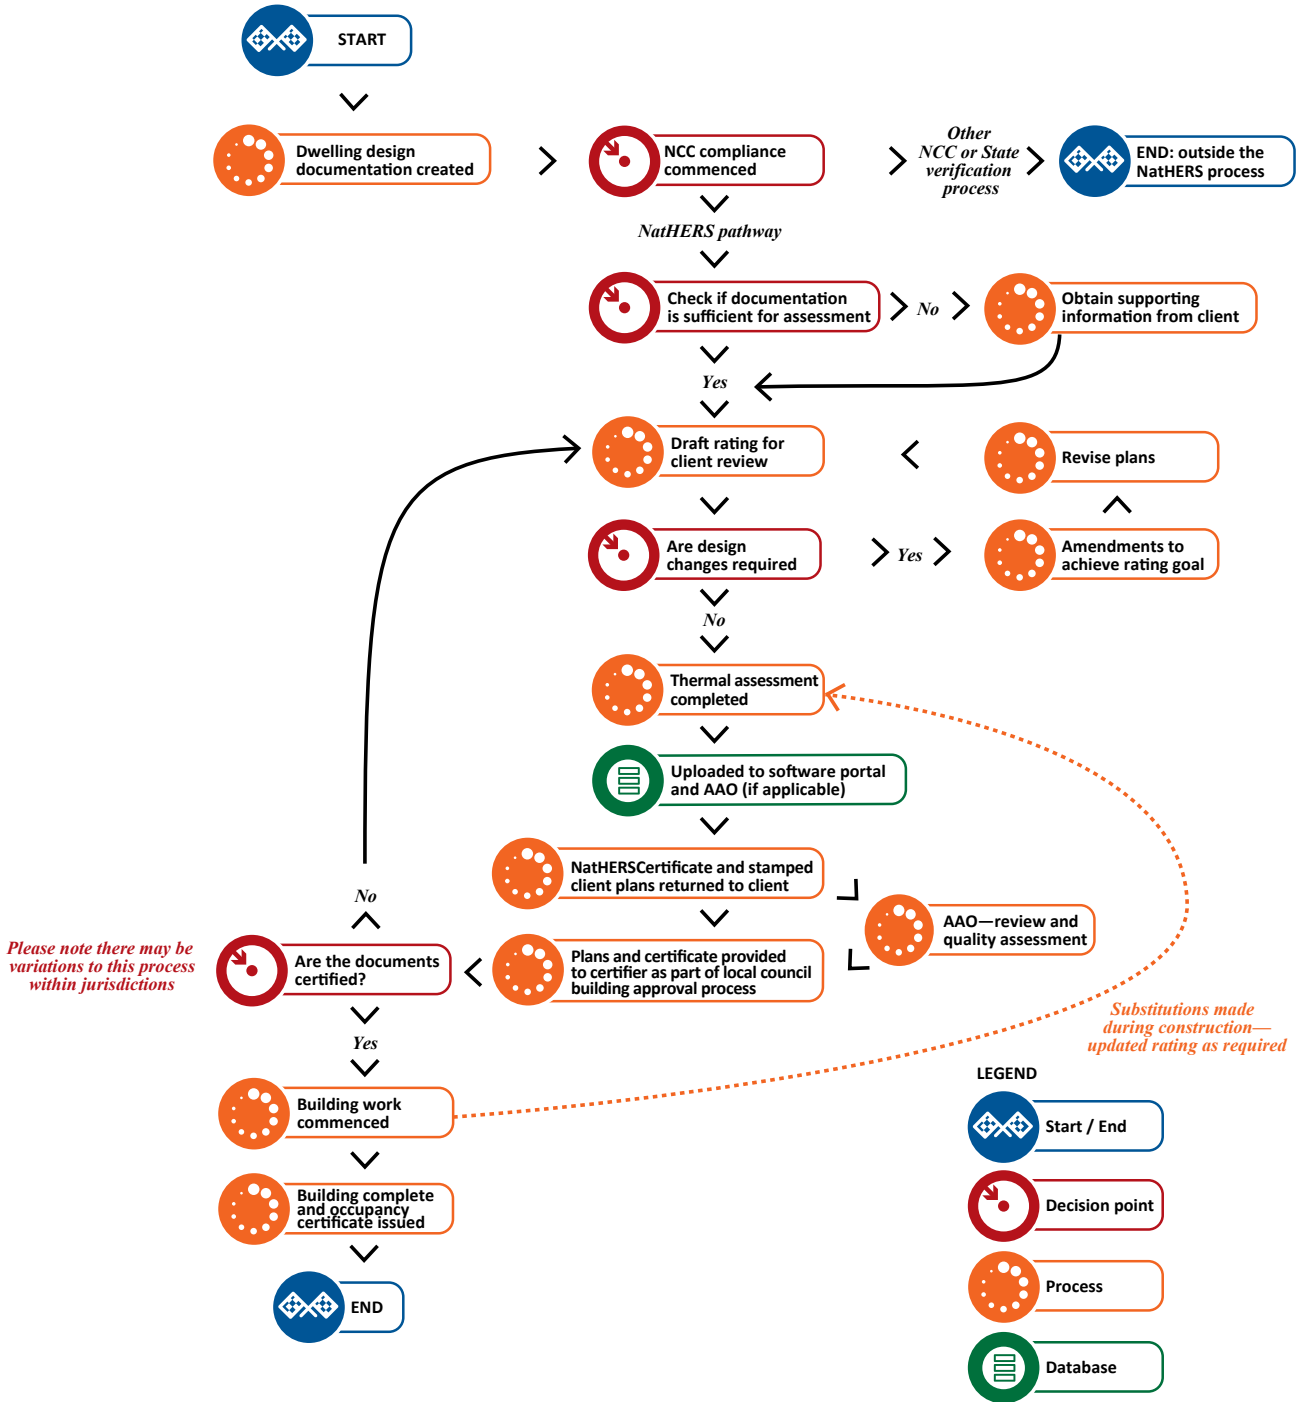 START
Dwelling design
documentation created
NCC compliance
commenced
Other
NCC or State
verification
process
END: outside the
NatHERS process
NatHERS pathway
Check if documentation
is sufficient for assessment
No
Obtain supporting
information from client
Yes
Draft rating for
client review
Revise plans
Are design
changes required
Yes
Amendments to
achieve rating goal
No
Thermal assessment
completed
Uploaded to software portal
and AAO (if applicable)
NatHERSCertificate and stamped
client plans returned to client
AAO—review and
quality assessment
No
Please note there may be
variations to this process
within jurisdictions
Are the documents
certified?
Plans and certificate provided
to certifier as part of local council
building approval process
Substitutions made
during construction—
updated rating as required
Yes
Building work
commenced
Building complete
and occupancy
certificate issued
END
LEGEND
Start / End
Decision point
Process
Database